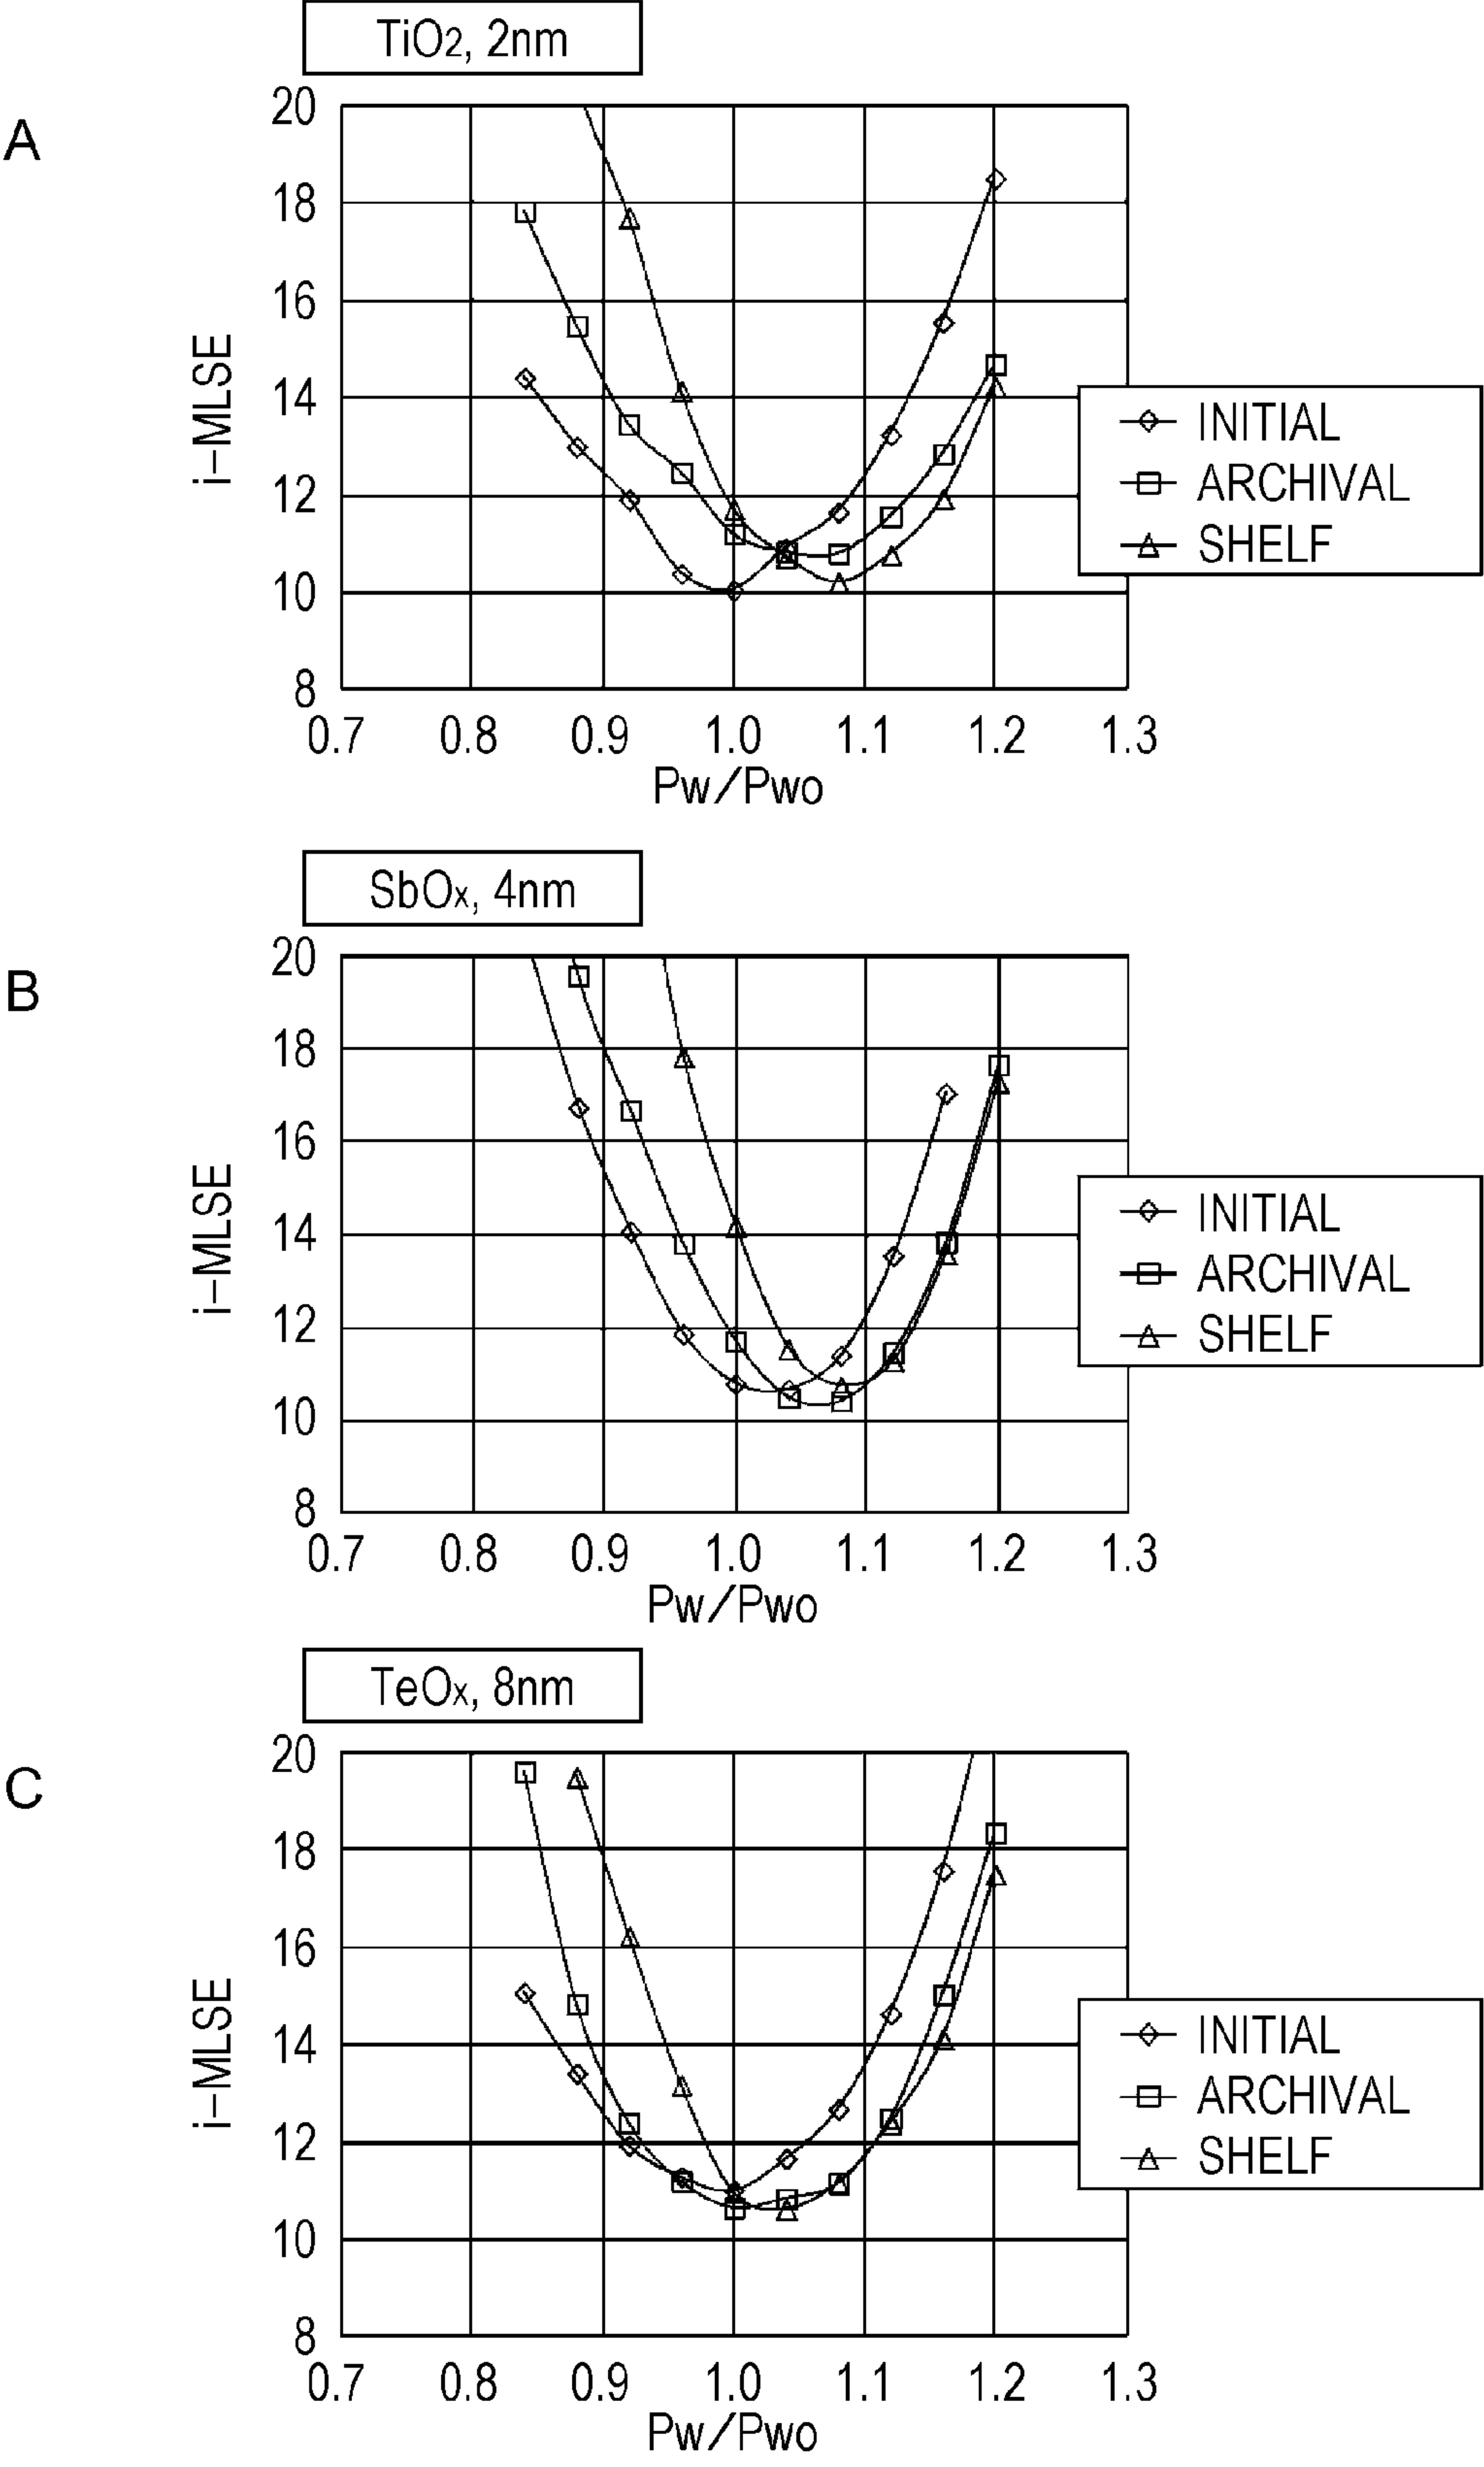 TiO2, 2nm
A
20
18
16
14
12
10
8
i-MLSE
INITIAL
ARCHIVAL
SHELF
0.7 0.8 0.9 1.0 1.1 1.2 1.3
Pw/Pwo
SbOx, 4nm
B
20
18
16
14
12
10
8
i-MLSE
INITIAL
ARCHIVAL
SHELF
0.7 0.8 0.9 1.0 1.1 1.2 1.3
Pw/Pwo
TeOx, 8nm
C
20
18
16
14
12
10
8
i-MLSE
INITIAL
ARCHIVAL
SHELF
0.7 0.8 0.9 1.0 1.1 1.2 1.3
Pw/Pwo